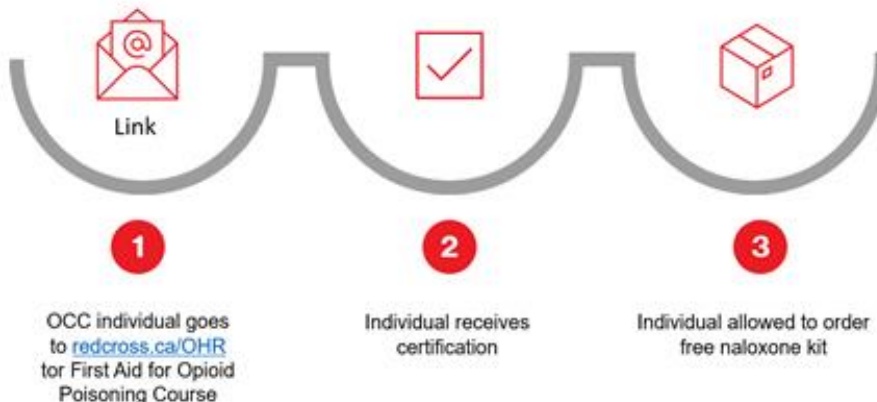 @
Link
1
2
3
OCC individual goes
to redcross.ca/OHR
tor First Aid for Opioid
Poisoning Course
Individual receives
certification
Individual allowed to order
free naloxone kit